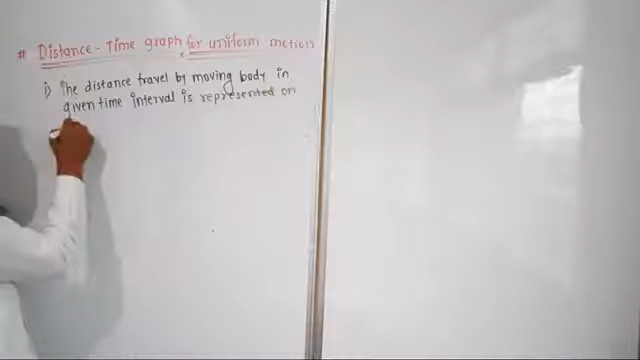 # Distance - Time graph for uniform motion
i) The distance travel by moving body in
given time interval is represented on